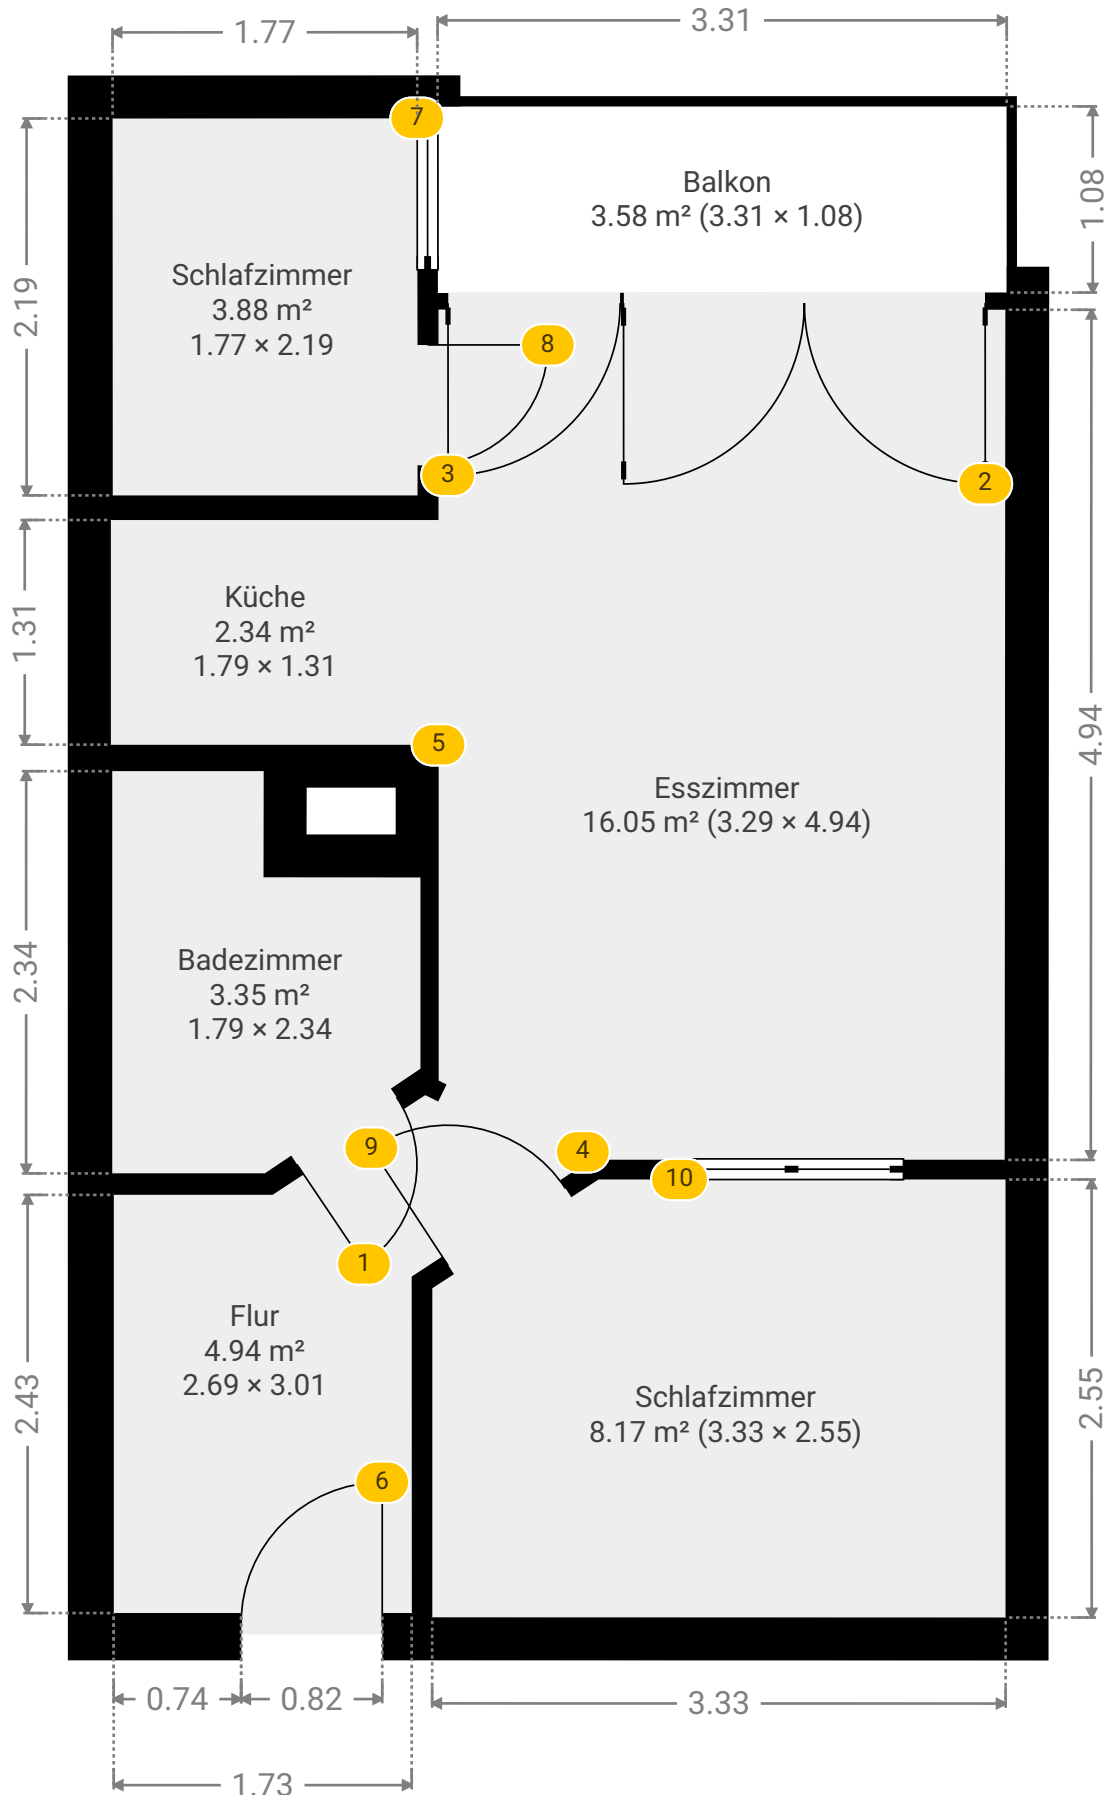 1.77
3.31
7
Balkon
3.58 m² (3.31 × 1.08)
1.08
Schlafzimmer
3.88 m²
1.77 × 2.19
2.19
8
3
2
Küche
2.34 m²
1.79 × 1.31
1.31
4.94
5
Esszimmer
16.05 m² (3.29 × 4.94)
Badezimmer
3.35 m²
1.79 × 2.34
2.34
9
4
10
1
Flur
4.94 m²
2.69 × 3.01
2.43
Schlafzimmer
8.17 m² (3.33 × 2.55)
2.55
6
0.74
0.82
3.33
1.73